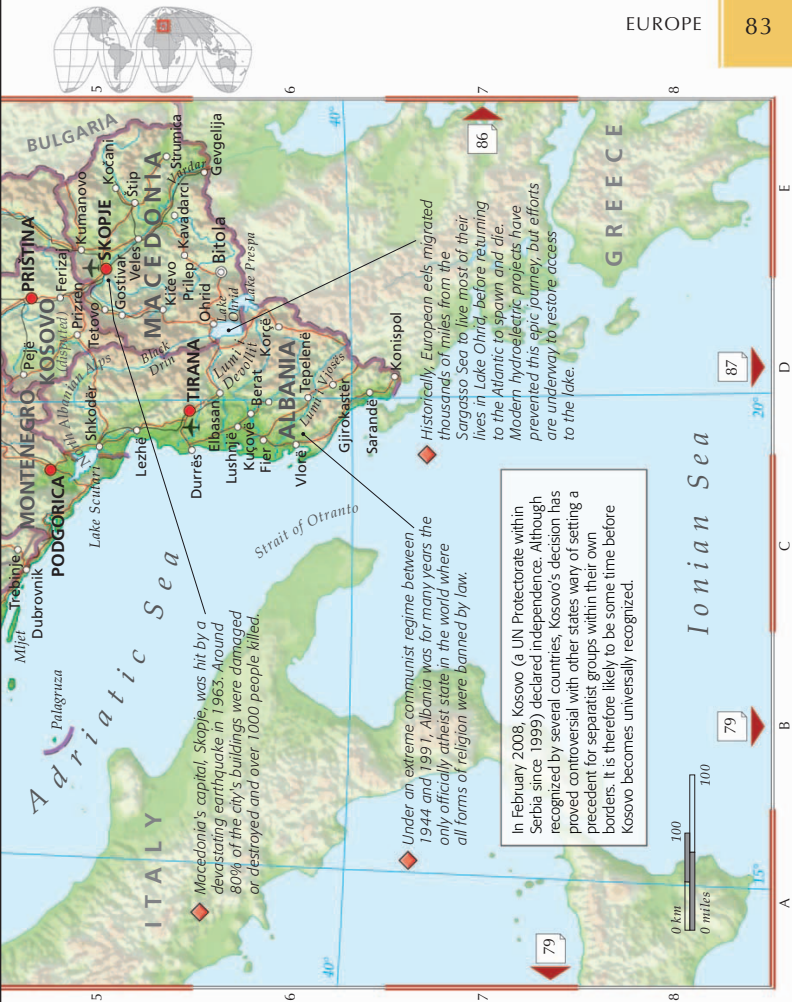 EUROPE
83
5
6
7
8
5
6
7
8
A
B
C
D
E
79
79
86
87
40°
40°
15°
20°
BULGARIA
PRIŠTINA
Ferizaj
Kumanovo
Kočani
KOSOVO
(disputed)
Pejë
Prizren
Tetovo
SKOPJE
Štip
Strumica
Gostivar
Veles
Vardar
MACEDONIA
Kavadarci
Gevgelija
Kičevo
Prilep
Bitola
Ohrid
Lake
Ohrid
Lake Prespa
MONTENEGRO
North Albanian Alps
Black
Drin
Trebinje
Mljet
Dubrovnik
PODGORICA
Lake Scutari
Shkodër
Lezhë
TIRANA
Durrës
Elbasan
Lumi i
Devollit
Korçë
Lushnjë
Kuçovë
Berat
Fier
ALBANIA
Tepelenë
Vlorë
Lumi i Vjosës
Gjirokastër
Sarandë
Konispol
GREECE
Palagruza
Adriatic Sea
Strait of Otranto
ITALY
Ionian Sea
Macedonia's capital, Skopje, was hit by a
devastating earthquake in 1963. Around
80% of the city's buildings were damaged
or destroyed and over 1000 people killed.
Under an extreme communist regime between
1944 and 1991, Albania was for many years the
only officially atheist state in the world where
all forms of religion were banned by law.
Historically, European eels migrated
thousands of miles from the
Sargasso Sea to live most of their
lives in Lake Ohrid, before returning
to the Atlantic to spawn and die.
Modern hydroelectric projects have
prevented this epic journey, but efforts
are underway to restore access
to the lake.
In February 2008, Kosovo (a UN Protectorate within
Serbia since 1999) declared independence. Although
recognized by several countries, Kosovo's decision has
proved controversial with other states wary of setting a
precedent for separatist groups within their own
borders. It is therefore likely to be some time before
Kosovo becomes universally recognized.
0 km
100
0 miles
100